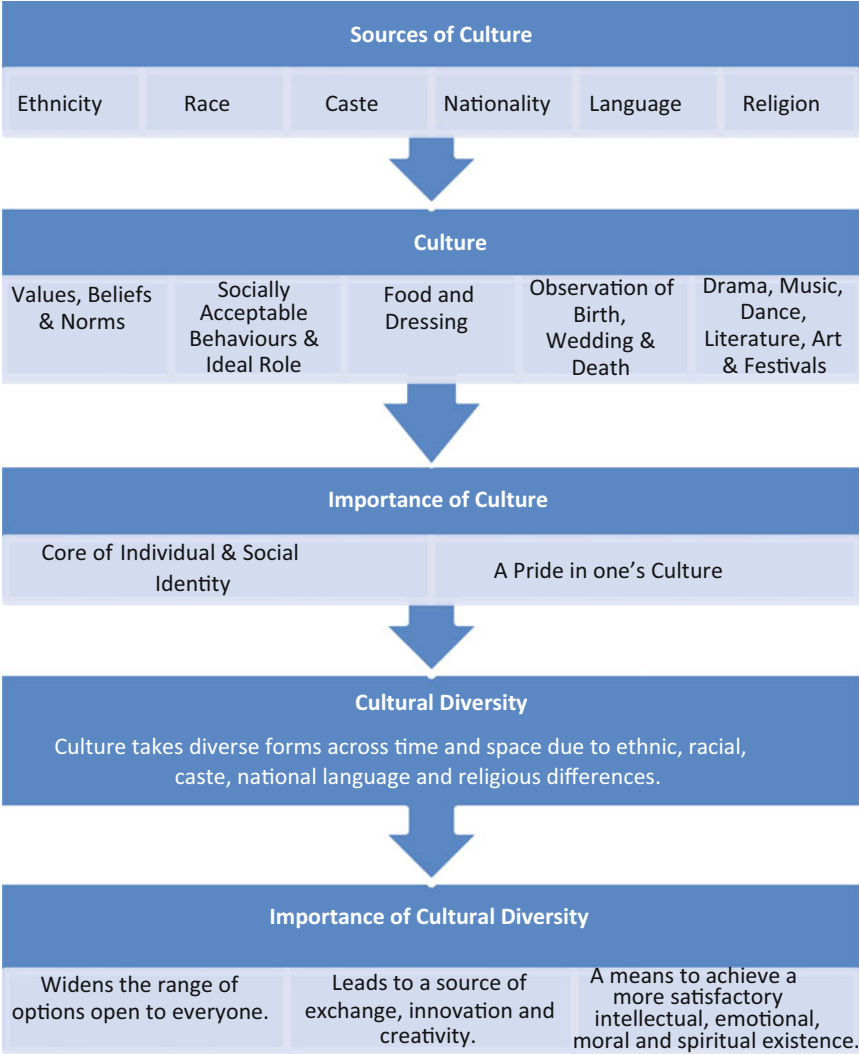 Sources of Culture
Ethnicity
Race
Caste
Nationality
Language
Religion
Culture
Values, Beliefs
& Norms
Socially
Acceptable
Behaviours &
Ideal Role
Food and
Dressing
Observation of
Birth,
Wedding &
Death
Drama, Music,
Dance,
Literature, Art
& Festivals
Importance of Culture
Core of Individual & Social
Identity
A Pride in one's Culture
Cultural Diversity
Culture takes diverse forms across time and space due to ethnic, racial,
caste, national language and religious differences.
Importance of Cultural Diversity
Widens the range of
options open to everyone.
Leads to a source of
exchange, innovation and
creativity.
A means to achieve a
more satisfactory
intellectual, emotional,
moral and spiritual existence.